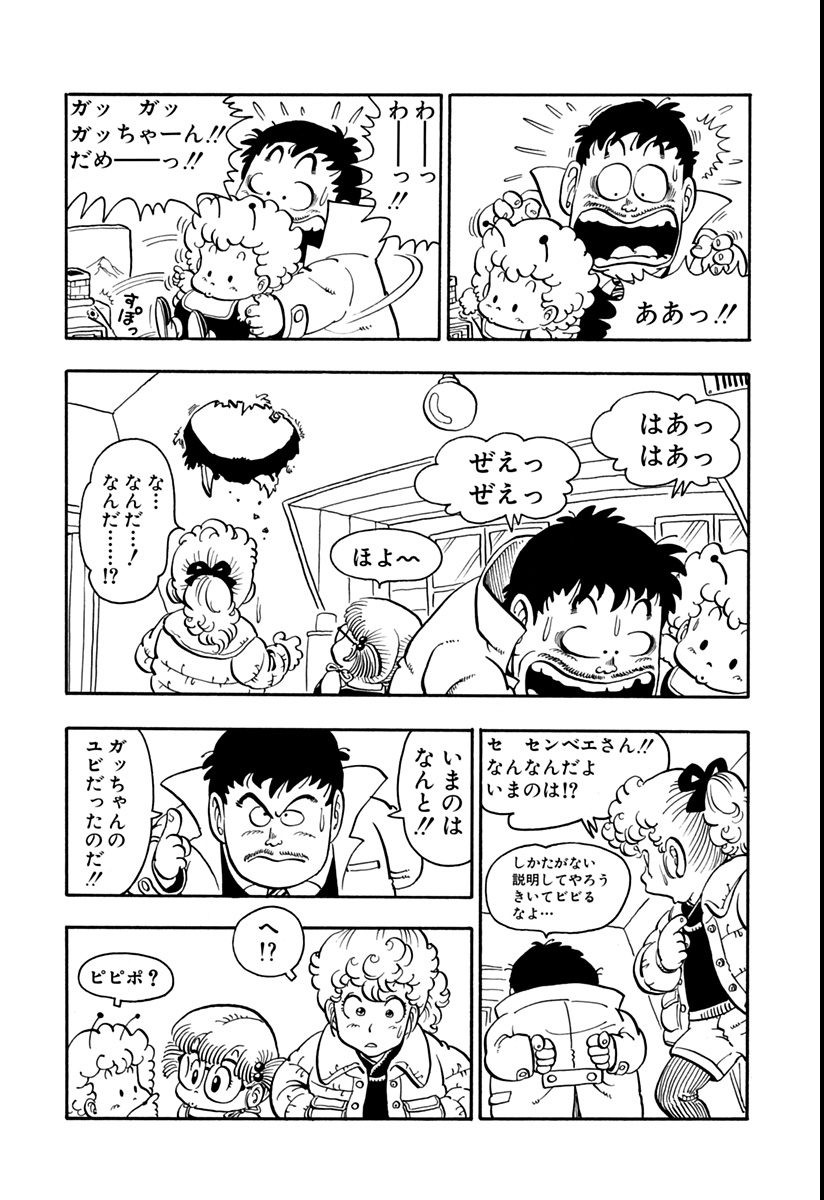 ああっ!!
わ——っ
わ——っ!!
ガッ ガッ
ガッちゃーん!!
だめ——っ!!
すぽっ
はあっ
はあっ
ぜえっ
ぜえっ
ほよ〜〜
な…
なんだ…!
なんだ……!?
セ センベエさん!!
なんなんだよ
いまのは!?
しかたがない
説明してやろう
きいてビビる
なよ…
いまのは
なんと!!
ガッちゃんの
ユビだったのだ!!
へ
!?
ピピポ?